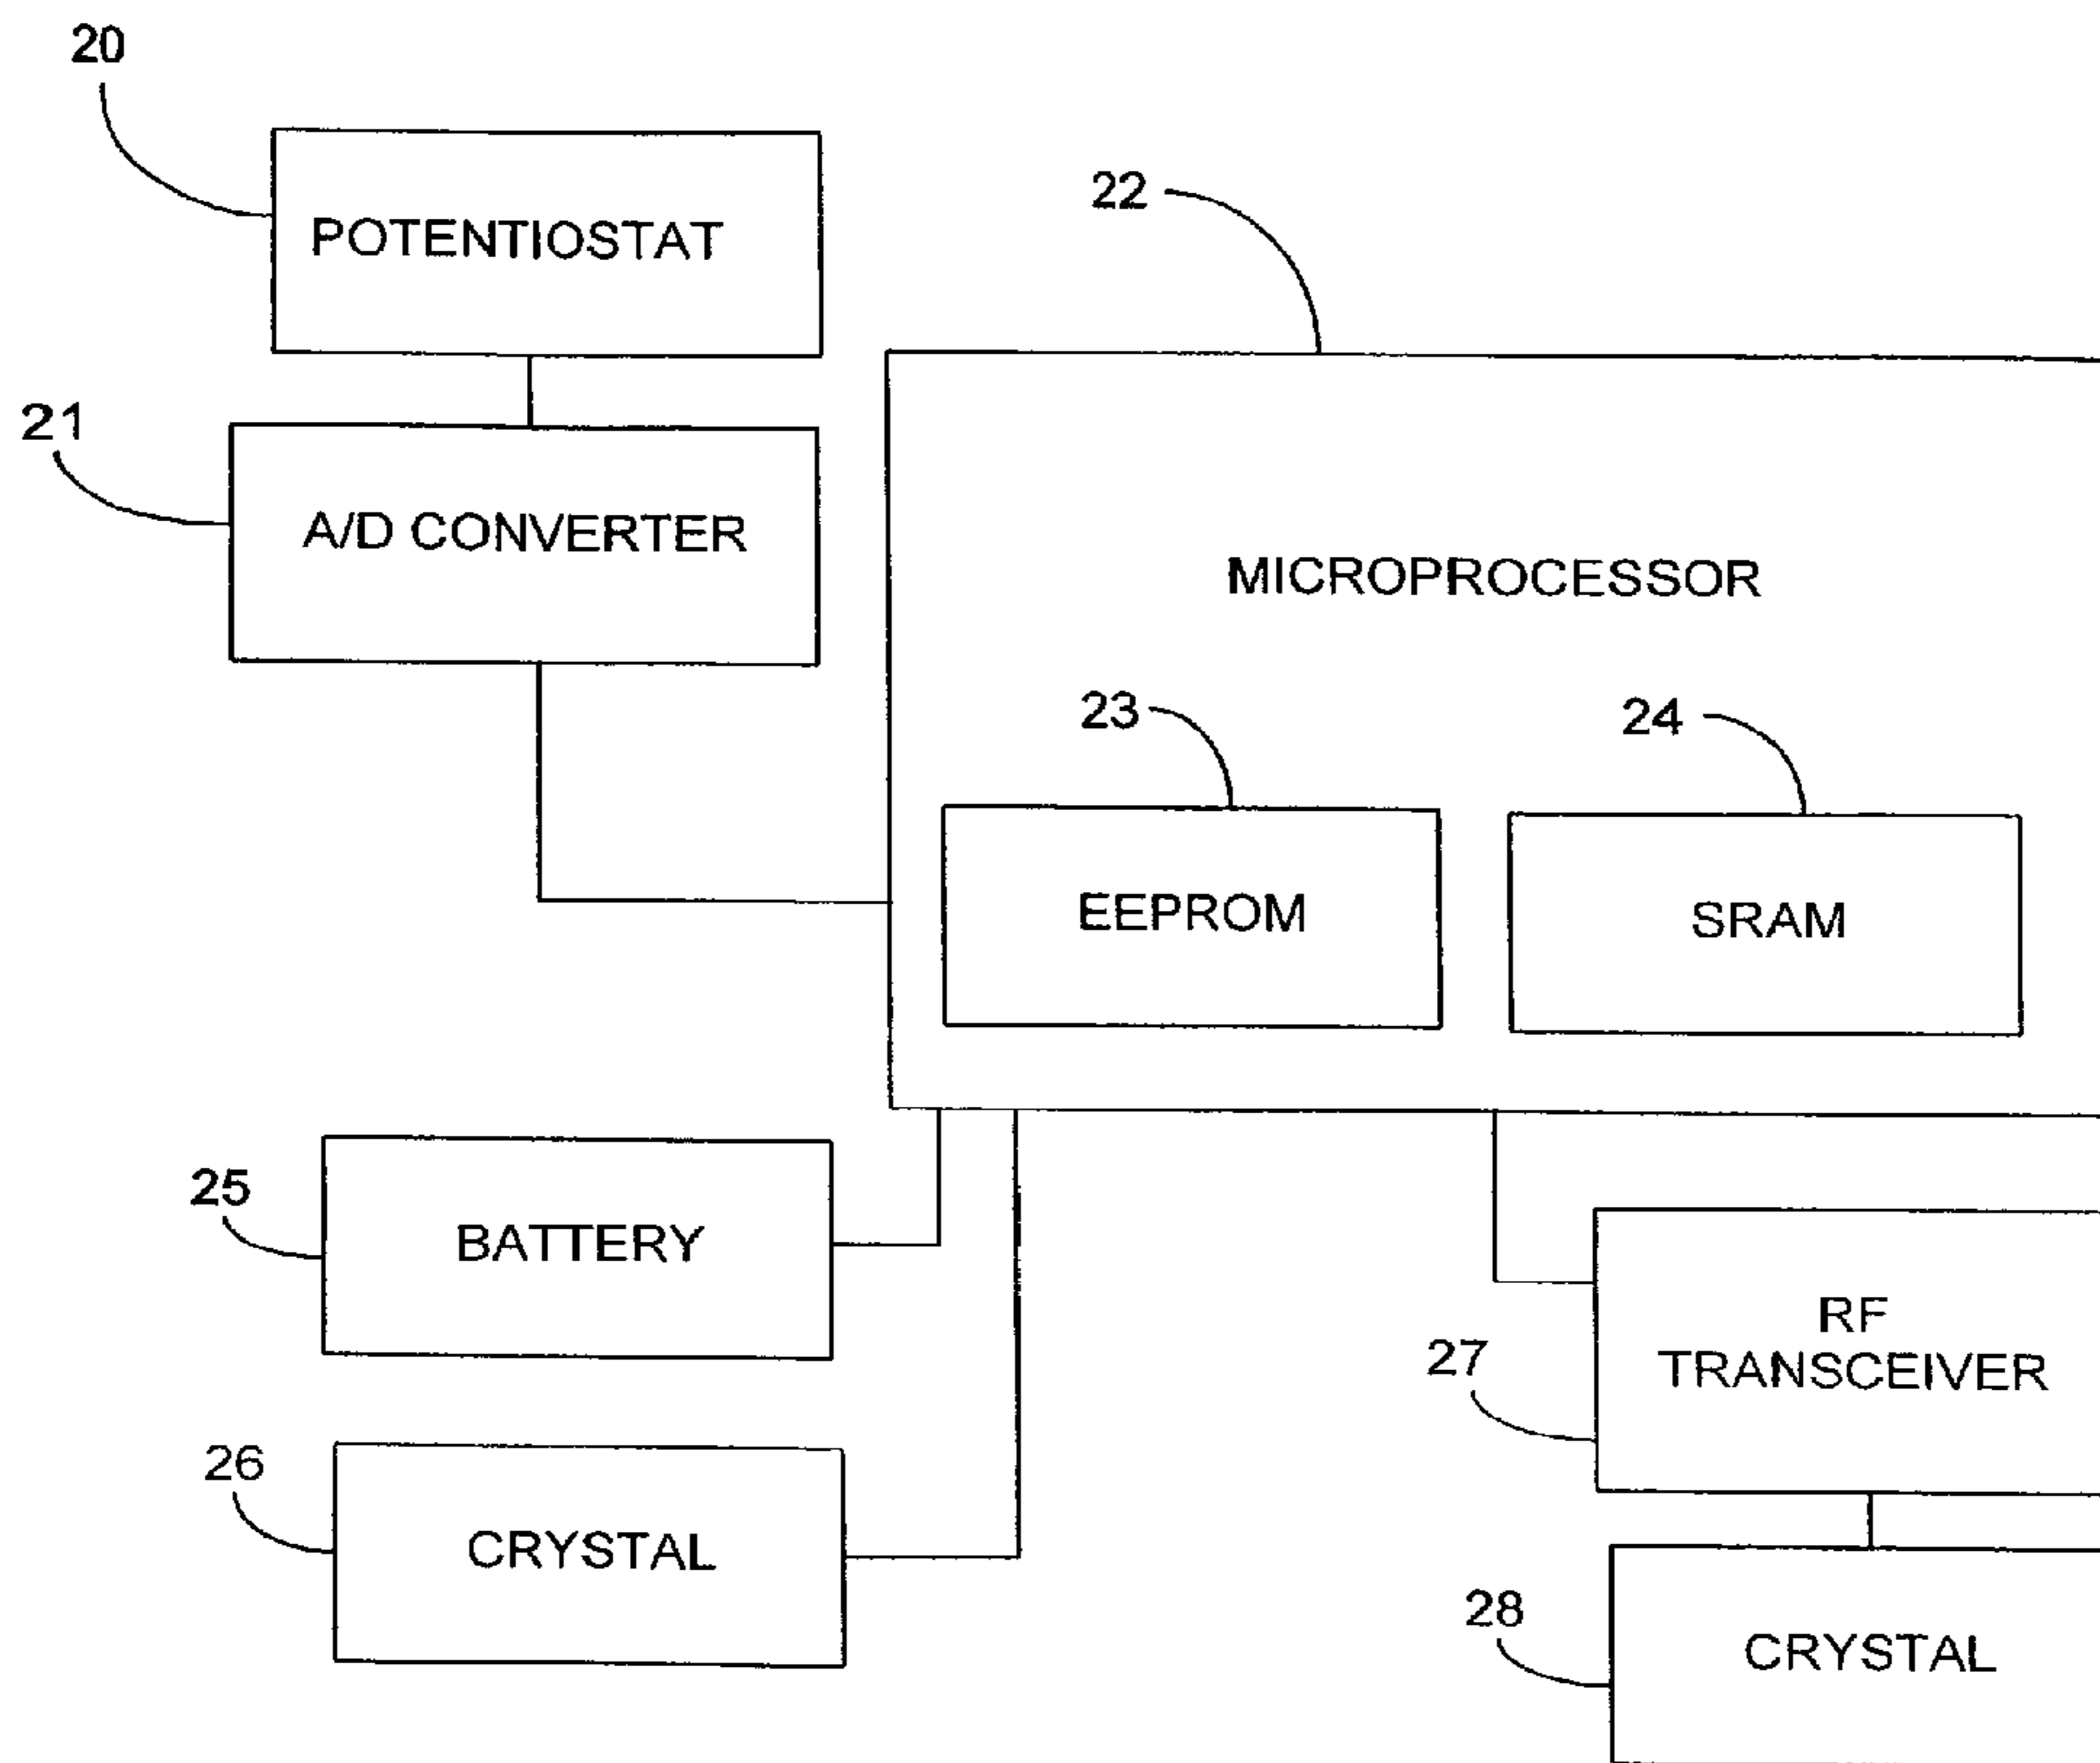 20
POTENTIOSTAT
21
A/D CONVERTER
22
MICROPROCESSOR
23
EEPROM
24
SRAM
25
BATTERY
26
CRYSTAL
27
RF
TRANSCEIVER
28
CRYSTAL